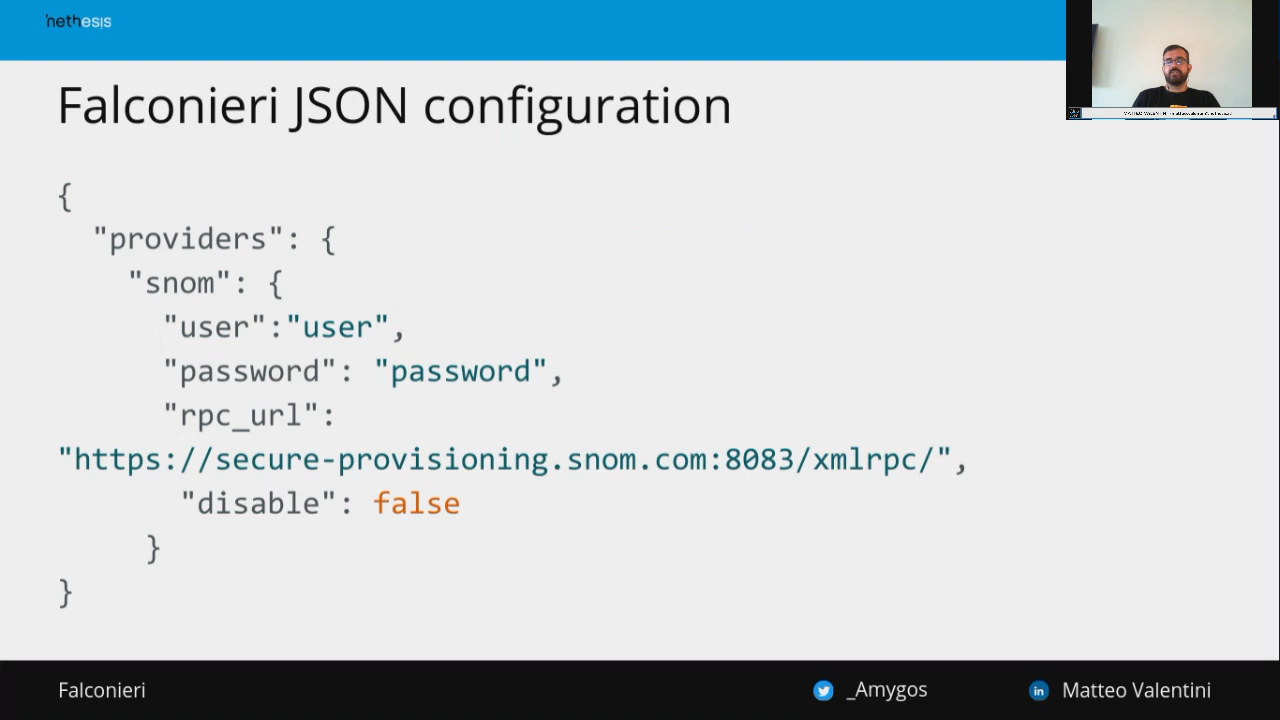 nethesis
Falconieri JSON configuration
{
"providers": {
"snom": {
"user":"user",
"password": "password",
"rpc_url":
"https://secure-provisioning.snom.com:8083/xmlrpc/",
"disable": false
}
}
Falconieri
_Amygos
in
Matteo Valentini